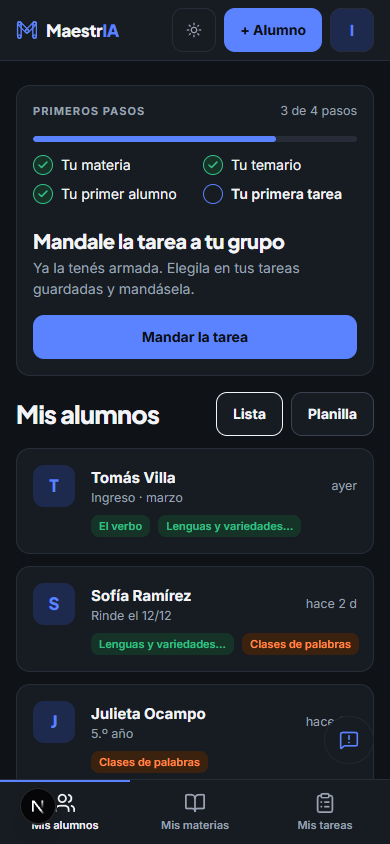 MaestrIA
+ Alumno
I
PRIMEROS PASOS
3 de 4 pasos
Tu materia
Tu temario
Tu primer alumno
Tu primera tarea
Mandale la tarea a tu grupo
Ya la tenés armada. Elegila en tus tareas
guardadas y mandásela.
Mandar la tarea
Mis alumnos
Lista
Planilla
T
Tomás Villa
ayer
Ingreso · marzo
El verbo
Lenguas y variedades...
S
Sofía Ramírez
hace 2 d
Rinde el 12/12
Lenguas y variedades...
Clases de palabras
J
Julieta Ocampo
hace
5.º año
Clases de palabras
N
Mis alumnos
Mis materias
Mis tareas